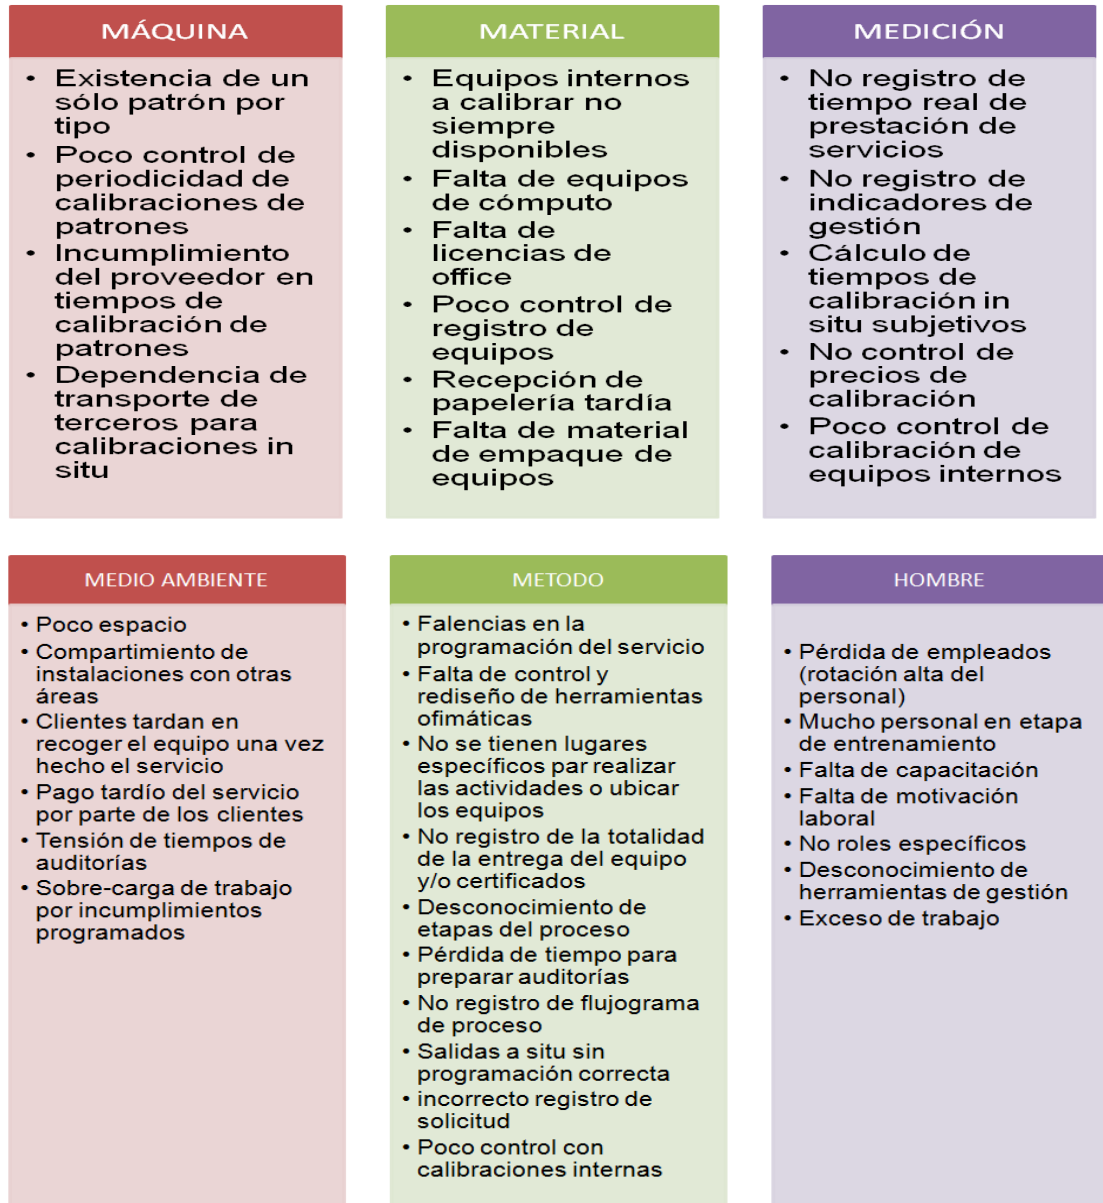 MÁQUINA
• Existencia de un
sólo patrón por
tipo
• Poco control de
periodicidad de
calibraciones de
patrones
• Incumplimiento
del proveedor en
tiempos de
calibración de
patrones
• Dependencia de
transporte de
terceros para
calibraciones in
situ
MATERIAL
• Equipos internos
a calibrar no
siempre
disponibles
• Falta de equipos
de cómputo
• Falta de
licencias de
office
• Poco control de
registro de
equipos
• Recepción de
papelería tardía
• Falta de material
de empaque de
equipos
MEDICIÓN
• No registro de
tiempo real de
prestación de
servicios
• No registro de
indicadores de
gestión
• Cálculo de
tiempos de
calibración in
situ subjetivos
• No control de
precios de
calibración
• Poco control de
calibración de
equipos internos
MEDIO AMBIENTE
• Poco espacio
• Compartimiento de
instalaciones con otras
áreas
• Clientes tardan en
recoger el equipo una vez
hecho el servicio
• Pago tardío del servicio
por parte de los clientes
• Tensión de tiempos de
auditorías
• Sobre-carga de trabajo
por incumplimientos
programados
METODO
• Falencias en la
programación del servicio
• Falta de control y
rediseño de herramientas
ofimáticas
• No se tienen lugares
específicos par realizar
las actividades o ubicar
los equipos
• No registro de la totalidad
de la entrega del equipo
y/o certificados
• Desconocimiento de
etapas del proceso
• Pérdida de tiempo para
preparar auditorías
• No registro de flujograma
de proceso
• Salidas a situ sin
programación correcta
• incorrecto registro de
solicitud
• Poco control con
calibraciones internas
HOMBRE
• Pérdida de empleados
(rotación alta del
personal)
• Mucho personal en etapa
de entrenamiento
• Falta de capacitación
• Falta de motivación
laboral
• No roles específicos
• Desconocimiento de
herramientas de gestión
• Exceso de trabajo